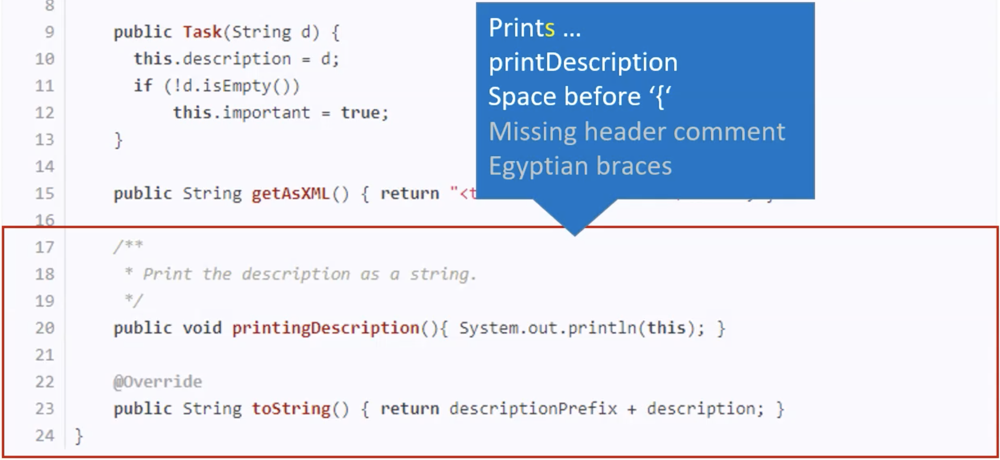 8
9 public Task(String d) {
10 this.description = d;
11 if (!d.isEmpty())
12 this.important = true;
13 }
14
15 public String getAsXML() { return "<t
16
Prints ...
printDescription
Space before ‘{‘
Missing header comment
Egyptian braces
17 /**
18 * Print the description as a string.
19 */
20 public void printingDescription(){ System.out.println(this); }
21
22 @Override
23 public String toString() { return descriptionPrefix + description; }
24 }